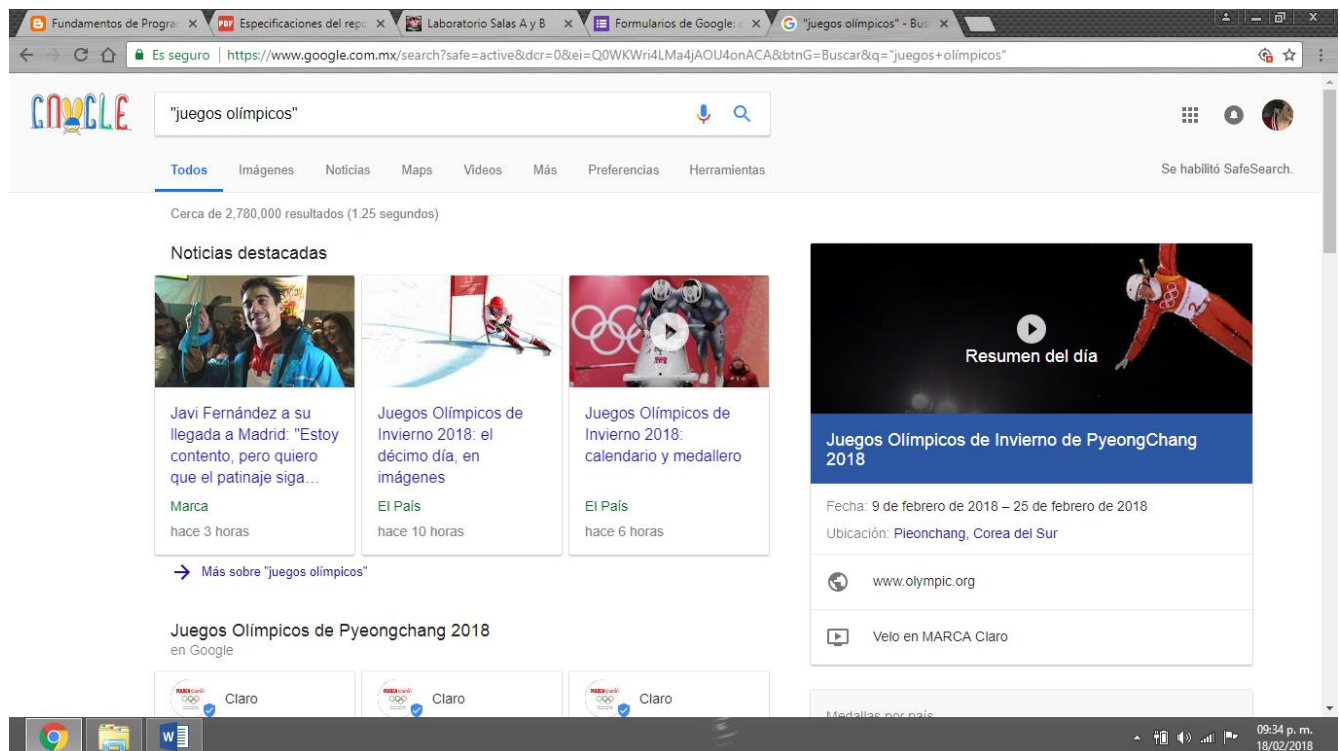 Fundamentos de Progra
Especificaciones del repo
Laboratorio Salas A y B
Formularios de Google: c
"juegos olímpicos" - Bus
Es seguro | https://www.google.com.mx/search?safe=active&dcr=0&ei=Q0WKWri4LMa4jAOU4onACA&btnG=Buscar&q="juegos+olímpicos"
"juegos olímpicos"
Todos Imágenes Noticias Maps Videos Más Preferencias Herramientas
Se habilitó SafeSearch.
Cerca de 2,780,000 resultados (1.25 segundos)
Noticias destacadas
Javi Fernández a su
llegada a Madrid: "Estoy
contento, pero quiero
que el patinaje siga...
Marca
hace 3 horas
Juegos Olímpicos de
Invierno 2018: el
décimo día, en
imágenes
El País
hace 10 horas
Juegos Olímpicos de
Invierno 2018:
calendario y medallero
El País
hace 6 horas
Más sobre "juegos olímpicos"
Juegos Olímpicos de Pyeongchang 2018
en Google
Claro
Claro
Claro
Resumen del día
Juegos Olímpicos de Invierno de PyeongChang
2018
Fecha: 9 de febrero de 2018 – 25 de febrero de 2018
Ubicación: Pieonchang, Corea del Sur
www.olympic.org
Velo en MARCA Claro
Medallas por país
09:34 p. m.
18/02/2018